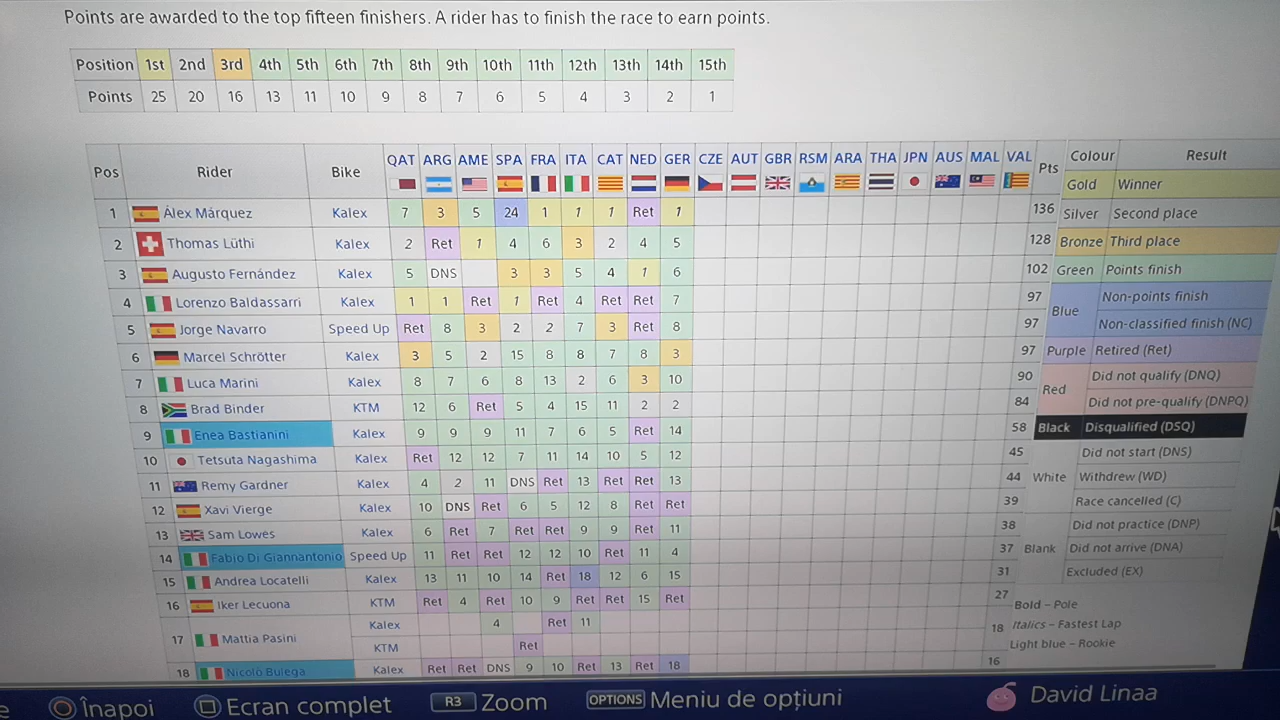 Points are awarded to the top fifteen finishers. A rider has to finish the race to earn points.
Position 1st 2nd 3rd 4th 5th 6th 7th 8th 9th 10th 11th 12th 13th 14th 15th
Points 25 20 16 13 11 10 9 8 7 6 5 4 3 2 1
Pos Rider Bike QAT ARG AME SPA FRA ITA CAT NED GER CZE AUT GBR RSM ARA THA JPN AUS MAL VAL Pts
1 Álex Márquez Kalex 7 3 5 24 1 1 1 Ret 1 136
2 Thomas Lüthi Kalex 2 Ret 1 4 6 3 2 4 5 128
3 Augusto Fernández Kalex 5 DNS 3 3 5 4 1 6 102
4 Lorenzo Baldassarri Kalex 1 1 Ret 1 Ret 4 Ret Ret 7 97
5 Jorge Navarro Speed Up Ret 8 3 2 2 7 3 Ret 8 97
6 Marcel Schrötter Kalex 3 5 2 15 8 8 7 8 3 97
7 Luca Marini Kalex 8 7 6 8 13 2 6 3 10 90
8 Brad Binder KTM 12 6 Ret 5 4 15 11 2 2 84
9 Enea Bastianini Kalex 9 9 9 11 7 6 5 Ret 14 58
10 Tetsuta Nagashima Kalex Ret 12 12 7 11 14 10 5 12 45
11 Remy Gardner Kalex 4 2 11 DNS Ret 13 Ret Ret 13 44
12 Xavi Vierge Kalex 10 DNS Ret 6 5 12 8 Ret Ret 39
13 Sam Lowes Kalex 6 Ret 7 Ret Ret 9 9 Ret 11 38
14 Fabio Di Giannantonio Speed Up 11 Ret Ret 12 12 10 Ret 11 4 37
15 Andrea Locatelli Kalex 13 11 10 14 Ret 18 12 6 15 31
16 Iker Lecuona KTM Ret 4 Ret 10 9 Ret Ret 15 Ret 27
17 Mattia Pasini Kalex 4 Ret 11 18
KTM Ret
18 Nicolò Bulega Kalex Ret Ret DNS 9 10 Ret 13 Ret 18 16
Colour Result
Gold Winner
Silver Second place
Bronze Third place
Green Points finish
Blue Non-points finish
Non-classified finish (NC)
Purple Retired (Ret)
Red Did not qualify (DNQ)
Did not pre-qualify (DNPQ)
Black Disqualified (DSQ)
White Did not start (DNS)
Withdrew (WD)
Race cancelled (C)
Blank Did not practice (DNP)
Did not arrive (DNA)
Excluded (EX)
Bold – Pole
Italics – Fastest Lap
Light blue – Rookie
e Înapoi Ecran complet R3 Zoom OPTIONS Meniu de opțiuni David Linaa